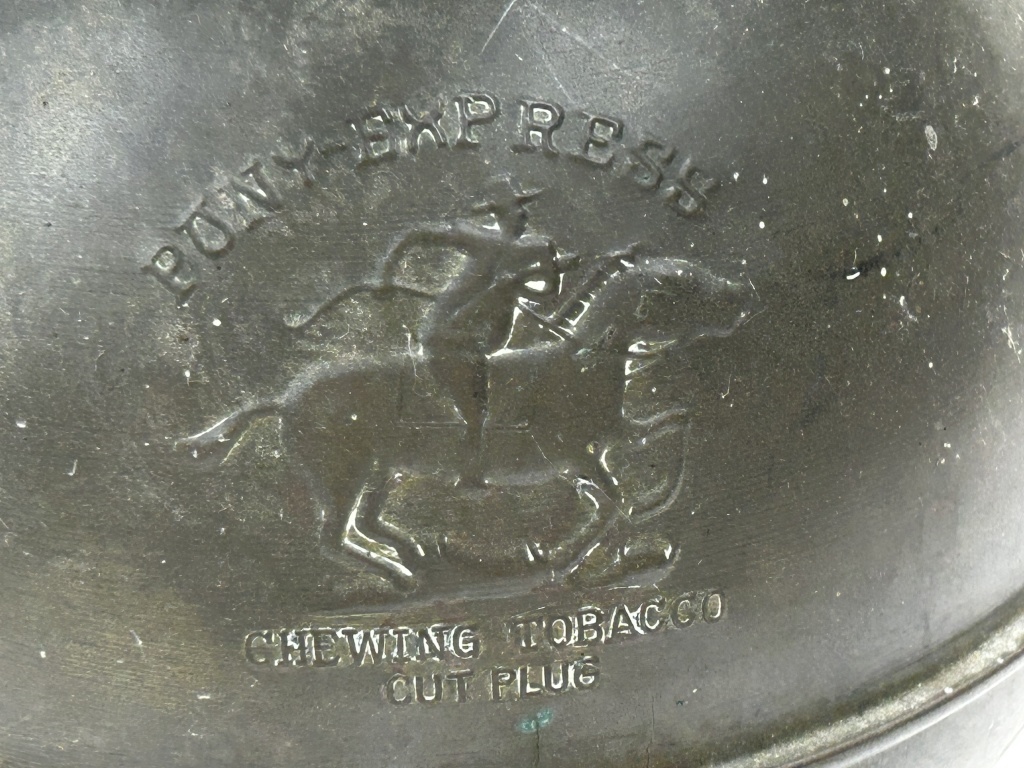 PONY-EXPRESS
CHEWING TOBACCO
CUT PLUG